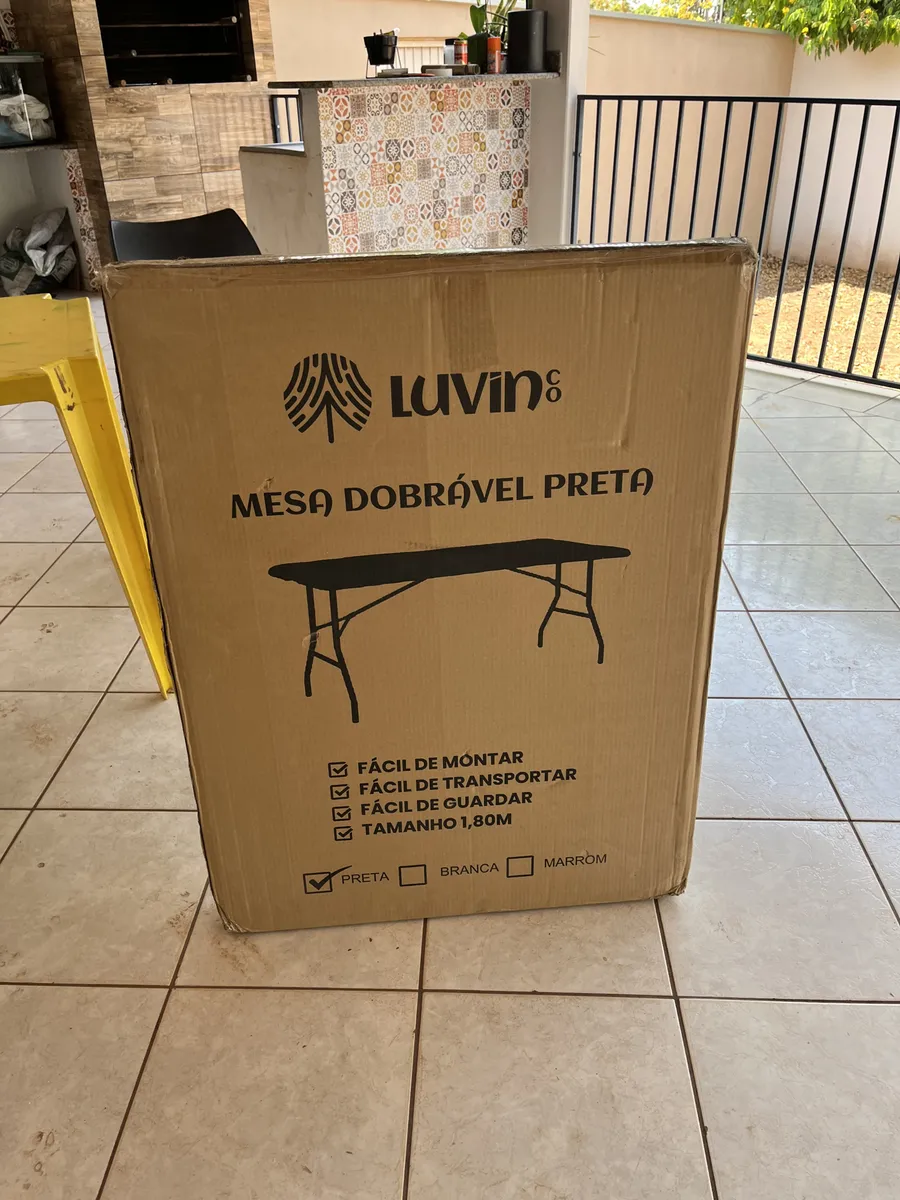 LUVIN CO
MESA DOBRÁVEL PRETA
FÁCIL DE MONTAR
FÁCIL DE TRANSPORTAR
FÁCIL DE GUARDAR
TAMANHO 1,80M
PRETA BRANCA MARROM